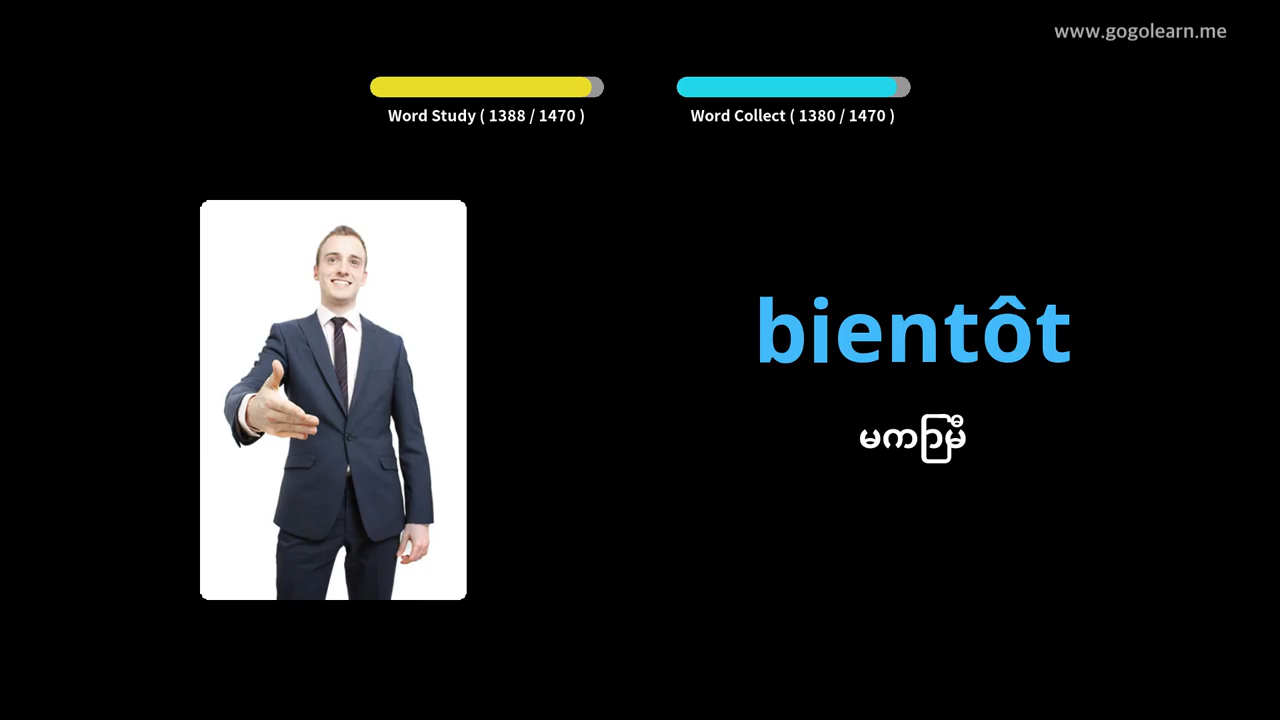 www.gogolearn.me
Word Study ( 1388 / 1470 )
Word Collect ( 1380 / 1470 )
bientôt
မကြာမီ